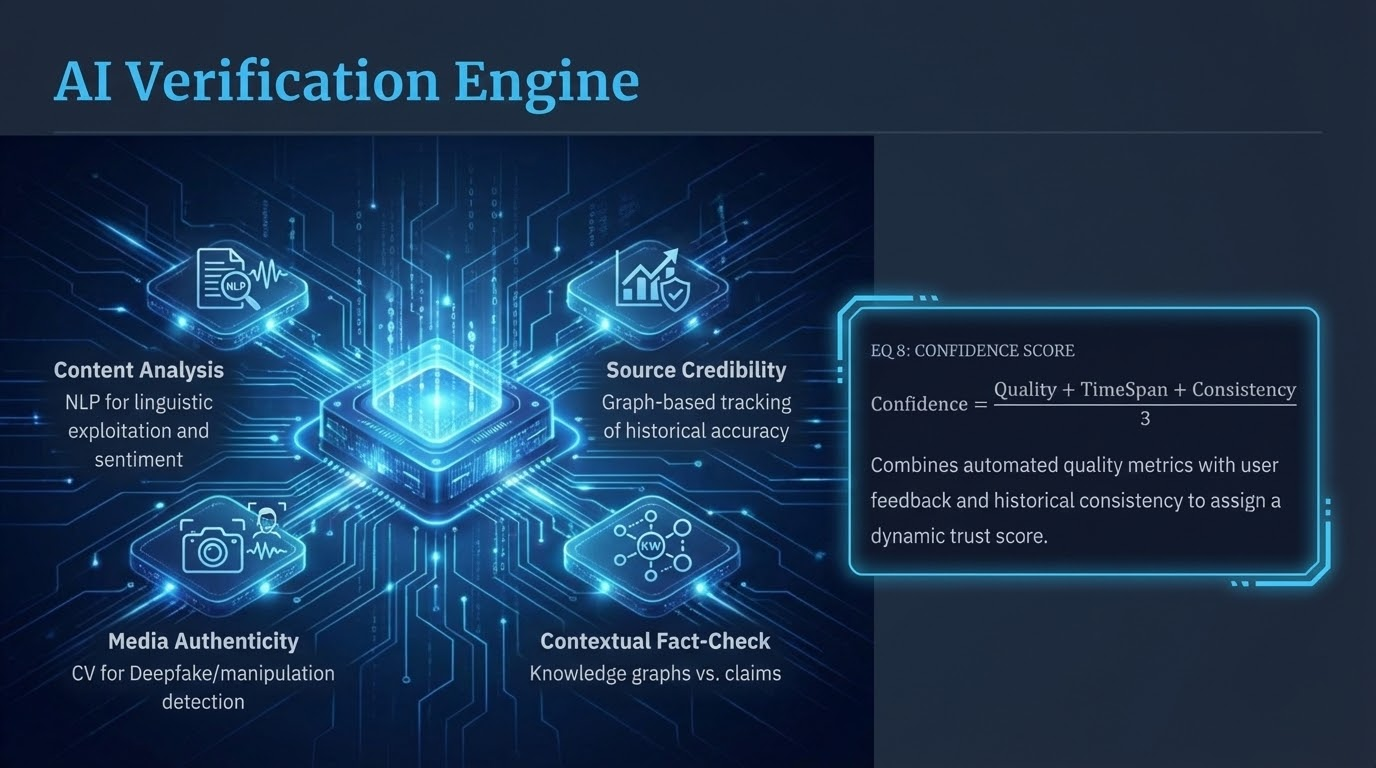 AI Verification Engine
NLP
Content Analysis
NLP for linguistic
exploitation and
sentiment
Source Credibility
Graph-based tracking
of historical accuracy
Media Authenticity
CV for Deepfake/manipulation
detection
KW
Contextual Fact-Check
Knowledge graphs vs. claims
EQ 8: CONFIDENCE SCORE
Confidence = (Quality + TimeSpan + Consistency) / 3
Combines automated quality metrics with user
feedback and historical consistency to assign a
dynamic trust score.